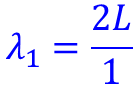 λ₁ = 2L/1